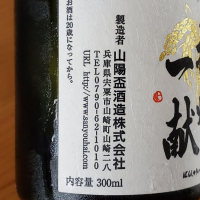 一献
製造者
山陽盃酒造株式会社
兵庫県宍粟市山崎町山崎二八
TEL0790-62-1010
URL http://www.sanyouhai.com
お酒は20歳になってから。
内容量 300ml